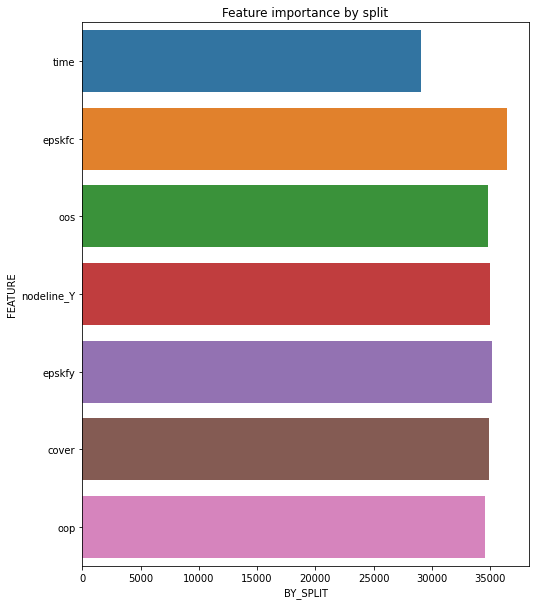 Feature importance by split
time
epskfc
oos
nodeline_Y
epskfy
cover
oop
FEATURE
0 5000 10000 15000 20000 25000 30000 35000
BY_SPLIT